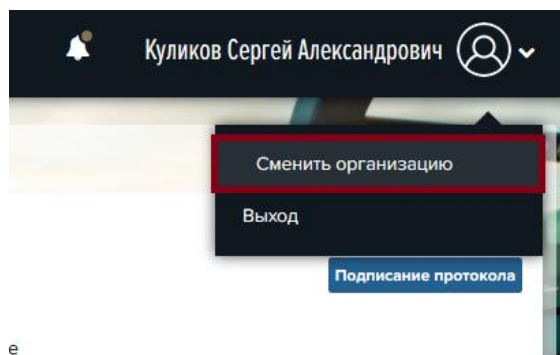 Куликов Сергей Александрович
Сменить организацию
Выход
Подписание протокола
е